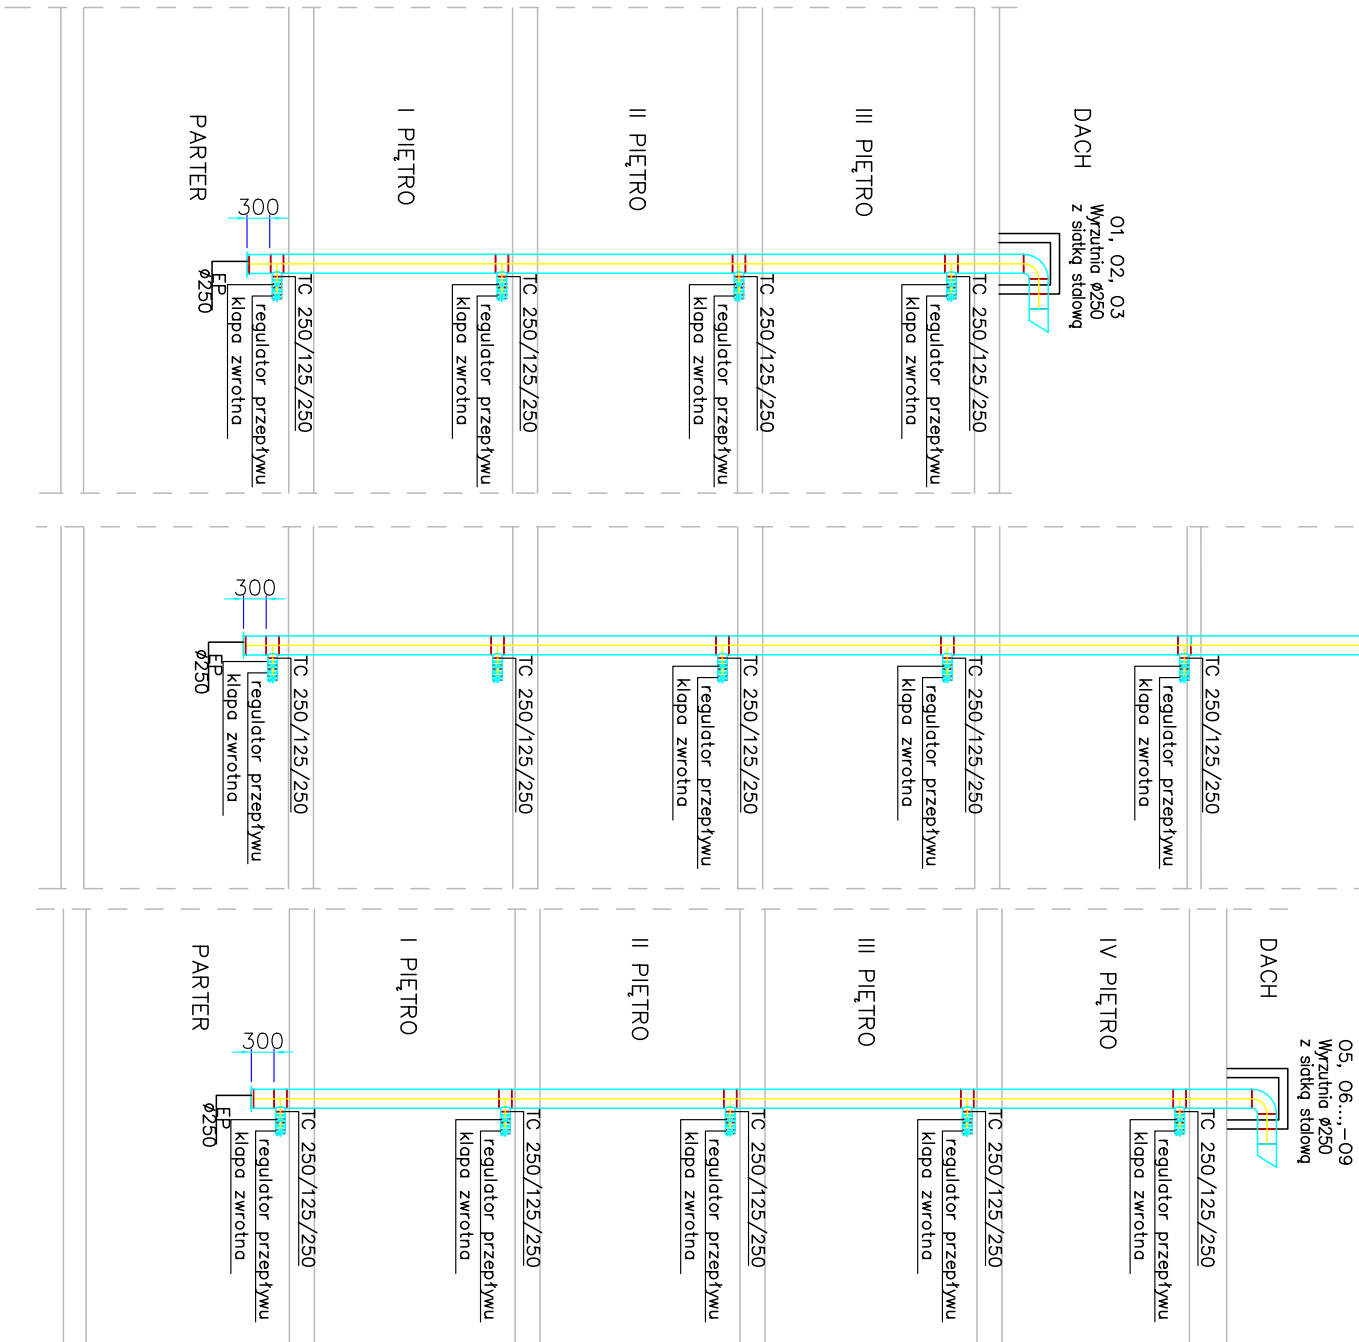 DACH
01, 02, 03
Wyrzutnia ø250
z siatką stalową
III PIĘTRO
TC 250/125/250
regulator przepływu
klapa zwrotna
II PIĘTRO
TC 250/125/250
regulator przepływu
klapa zwrotna
I PIĘTRO
TC 250/125/250
regulator przepływu
klapa zwrotna
PARTER
300
TC 250/125/250
regulator przepływu
klapa zwrotna
EP
ø250
TC 250/125/250
regulator przepływu
klapa zwrotna
TC 250/125/250
regulator przepływu
klapa zwrotna
TC 250/125/250
regulator przepływu
klapa zwrotna
TC 250/125/250
300
TC 250/125/250
regulator przepływu
klapa zwrotna
EP
ø250
05, 06...,–09
Wyrzutnia ø250
z siatką stalową
DACH
IV PIĘTRO
TC 250/125/250
regulator przepływu
klapa zwrotna
III PIĘTRO
TC 250/125/250
regulator przepływu
klapa zwrotna
II PIĘTRO
TC 250/125/250
regulator przepływu
klapa zwrotna
I PIĘTRO
TC 250/125/250
regulator przepływu
klapa zwrotna
PARTER
300
TC 250/125/250
regulator przepływu
klapa zwrotna
EP
ø250